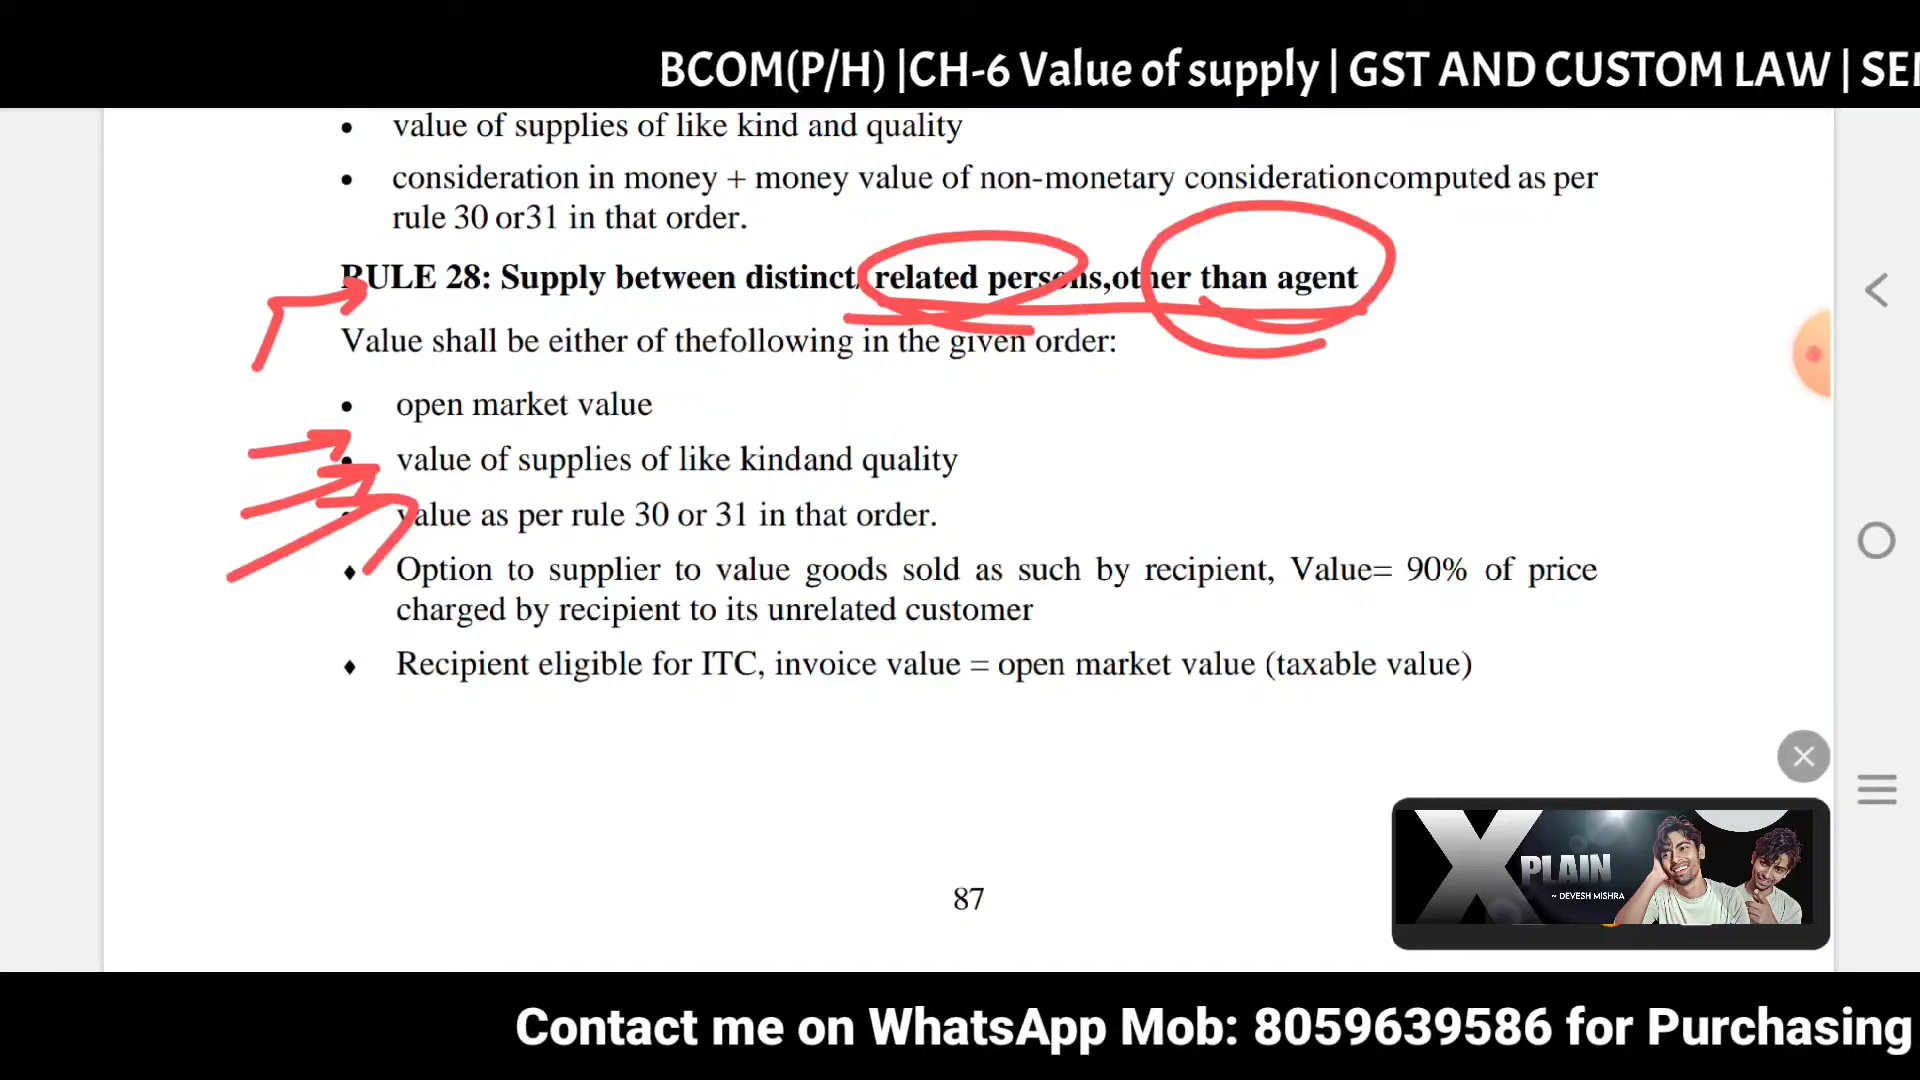 BCOM(P/H) |CH-6 Value of supply | GST AND CUSTOM LAW | SE
• value of supplies of like kind and quality
• consideration in money + money value of non-monetary considerationcomputed as per
rule 30 or31 in that order.
RULE 28: Supply between distinct, related persons,other than agent
Value shall be either of thefollowing in the given order:
• open market value
• value of supplies of like kindand quality
• value as per rule 30 or 31 in that order.
♦ Option to supplier to value goods sold as such by recipient, Value= 90% of price
charged by recipient to its unrelated customer
♦ Recipient eligible for ITC, invoice value = open market value (taxable value)
XPLAIN
~ DEVESH MISHRA
87
Contact me on WhatsApp Mob: 8059639586 for Purchasing